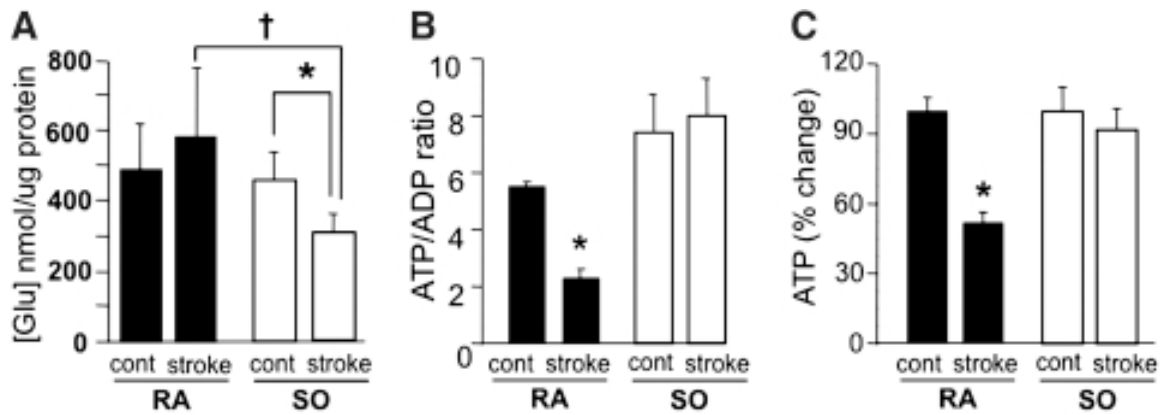 A
[Glu] nmol/ug protein
800
600
400
200
0
†
*
cont stroke cont stroke
RA SO
B
ATP/ADP ratio
10
8
6
4
2
0
*
cont stroke cont stroke
RA SO
C
ATP (% change)
120
90
60
30
0
*
cont stroke cont stroke
RA SO